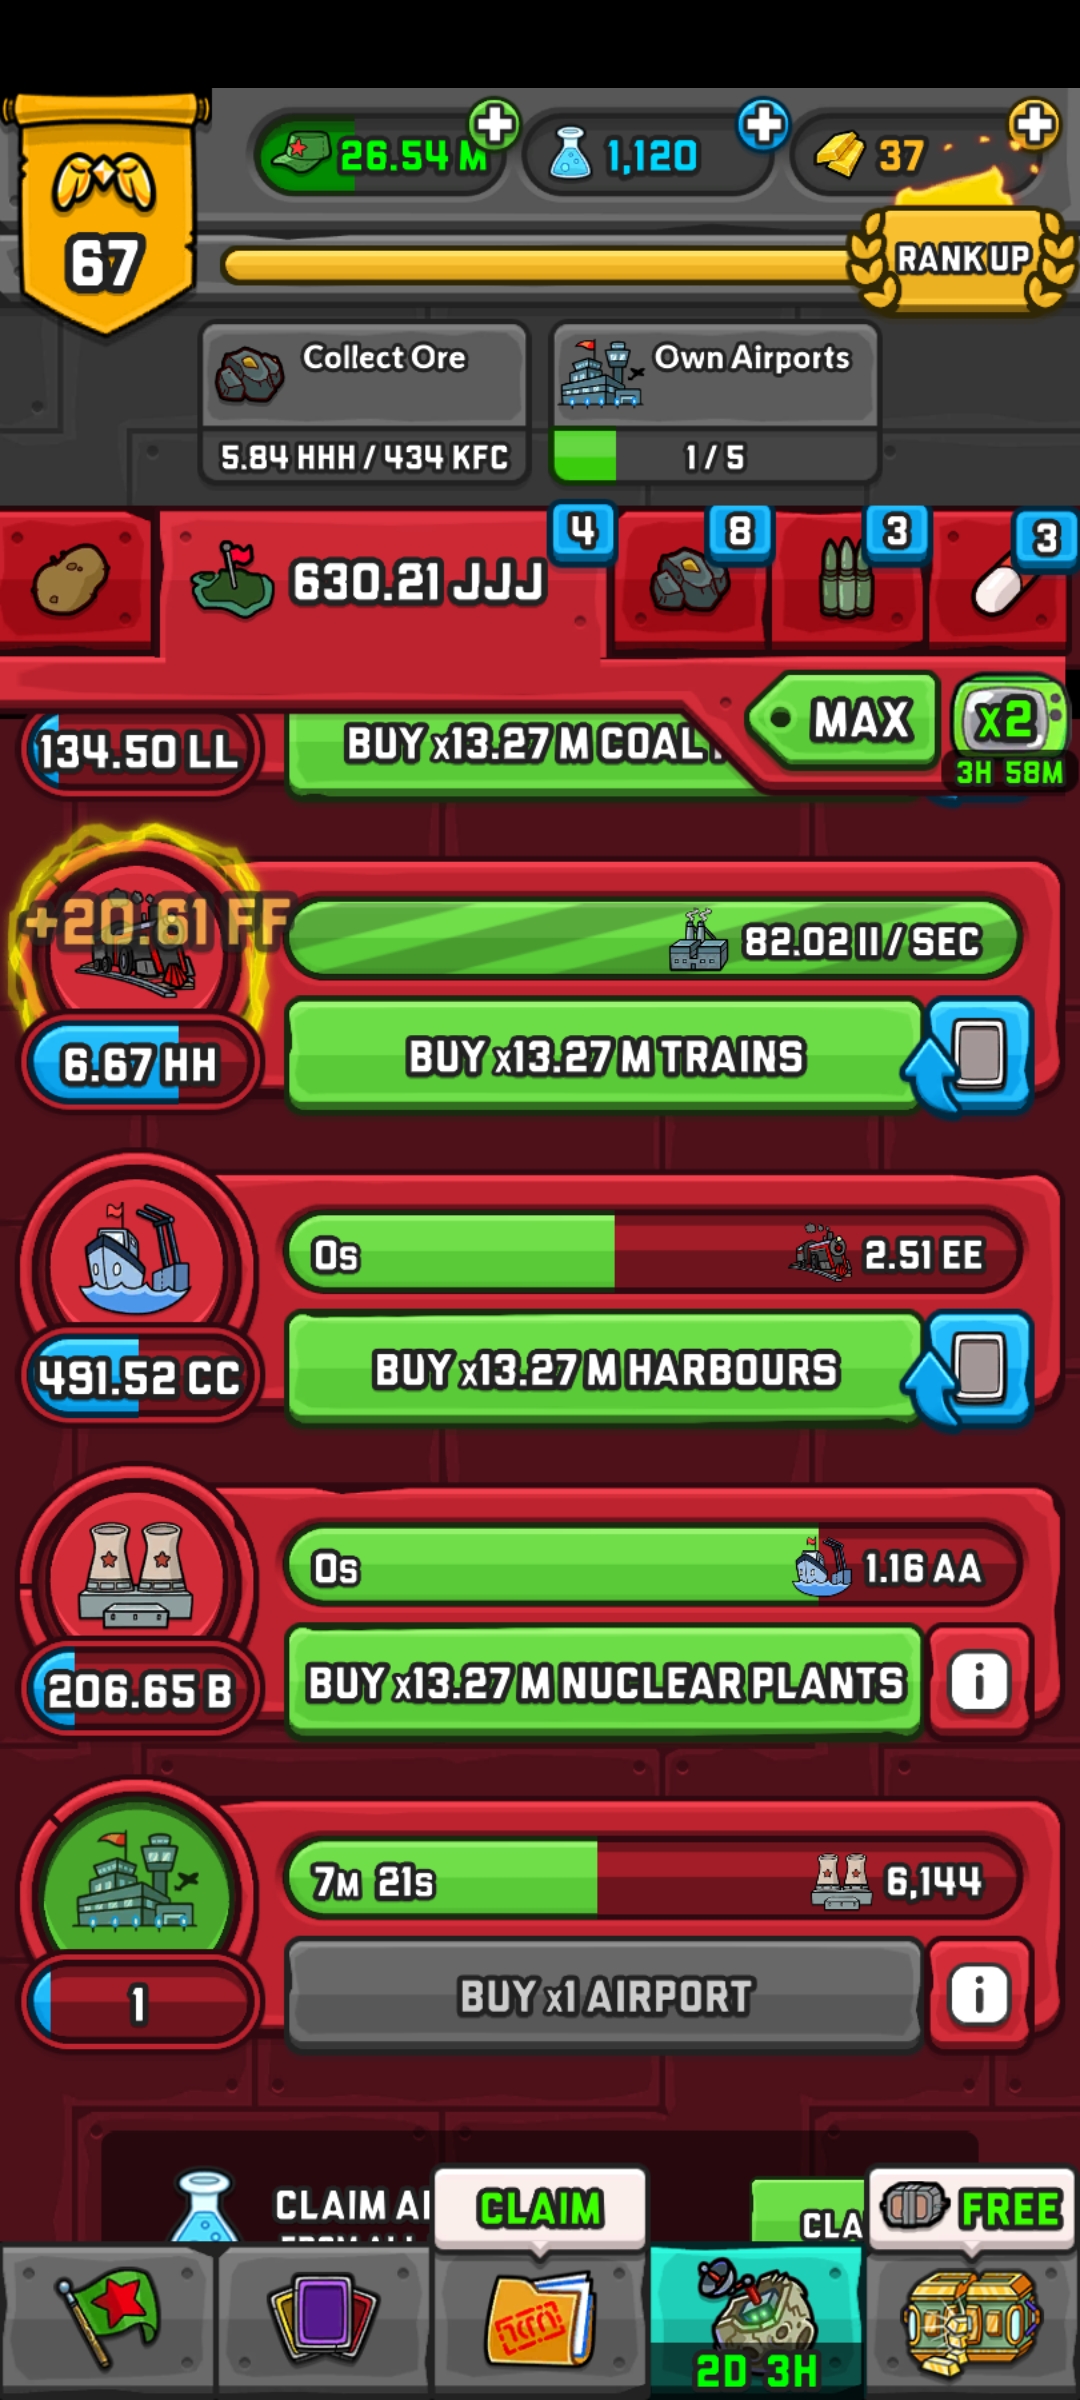 26.54 M
1,120
37
67
RANK UP
Collect Ore
5.84 HHH / 434 KFC
Own Airports
1 / 5
630.21 JJJ
4
8
3
3
MAX
x2
3H 58M
134.50 LL
BUY x13.27 M COAL
+20.61 FF
82.02 II / SEC
6.67 HH
BUY x13.27 M TRAINS
0s
2.51 EE
491.52 CC
BUY x13.27 M HARBOURS
0s
1.16 AA
206.65 B
BUY x13.27 M NUCLEAR PLANTS
i
7M 21s
6,144
1
BUY x1 AIRPORT
i
CLAIM
CLAIM
FREE
2D 3H